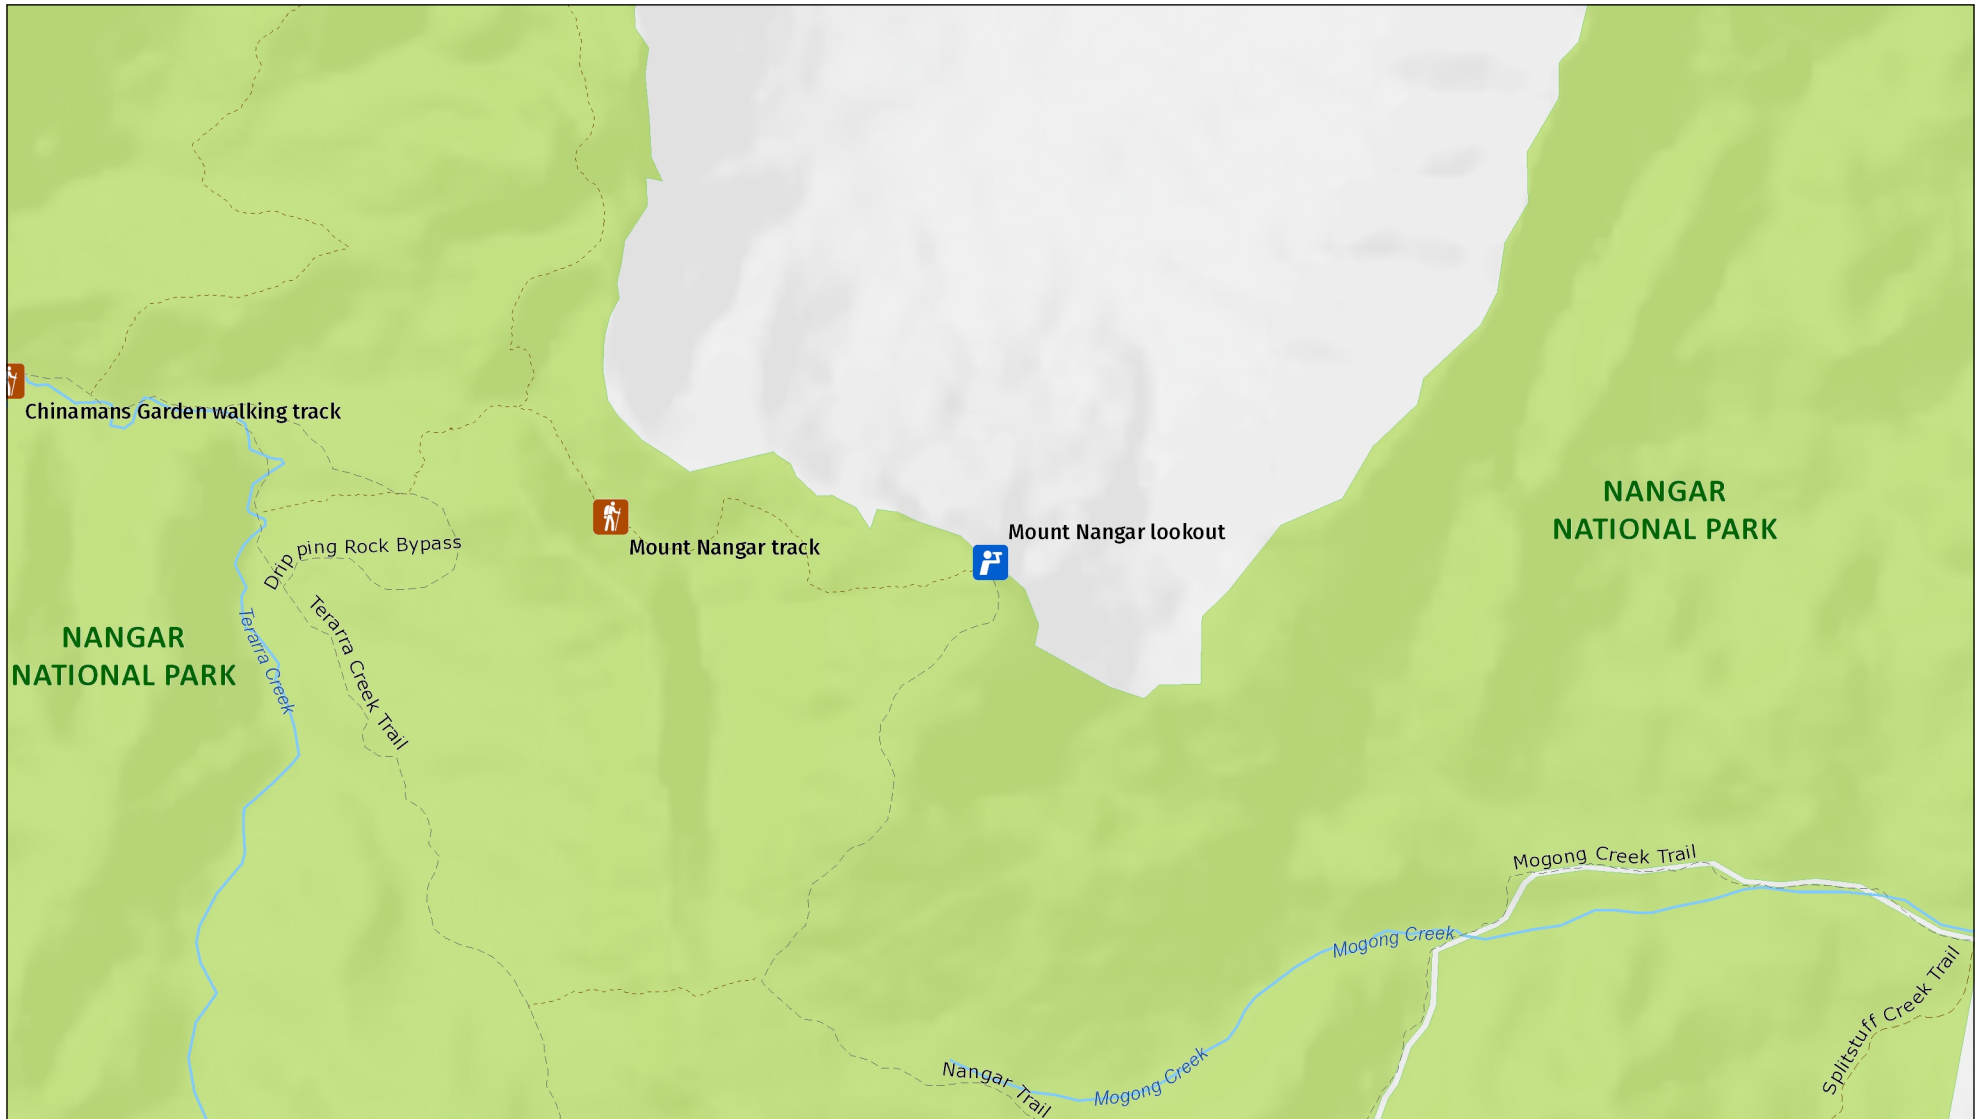 Chinamans Garden walking track
NANGAR
NATIONAL PARK
Mount Nangar lookout
Mount Nangar track
Dripping Rock Bypass
Terarra Creek
Terarra Creek Trail
NANGAR
NATIONAL PARK
Mogong Creek Trail
Mogong Creek
Splitstuff Creek Trail
Mogong Creek
Nangar Trail